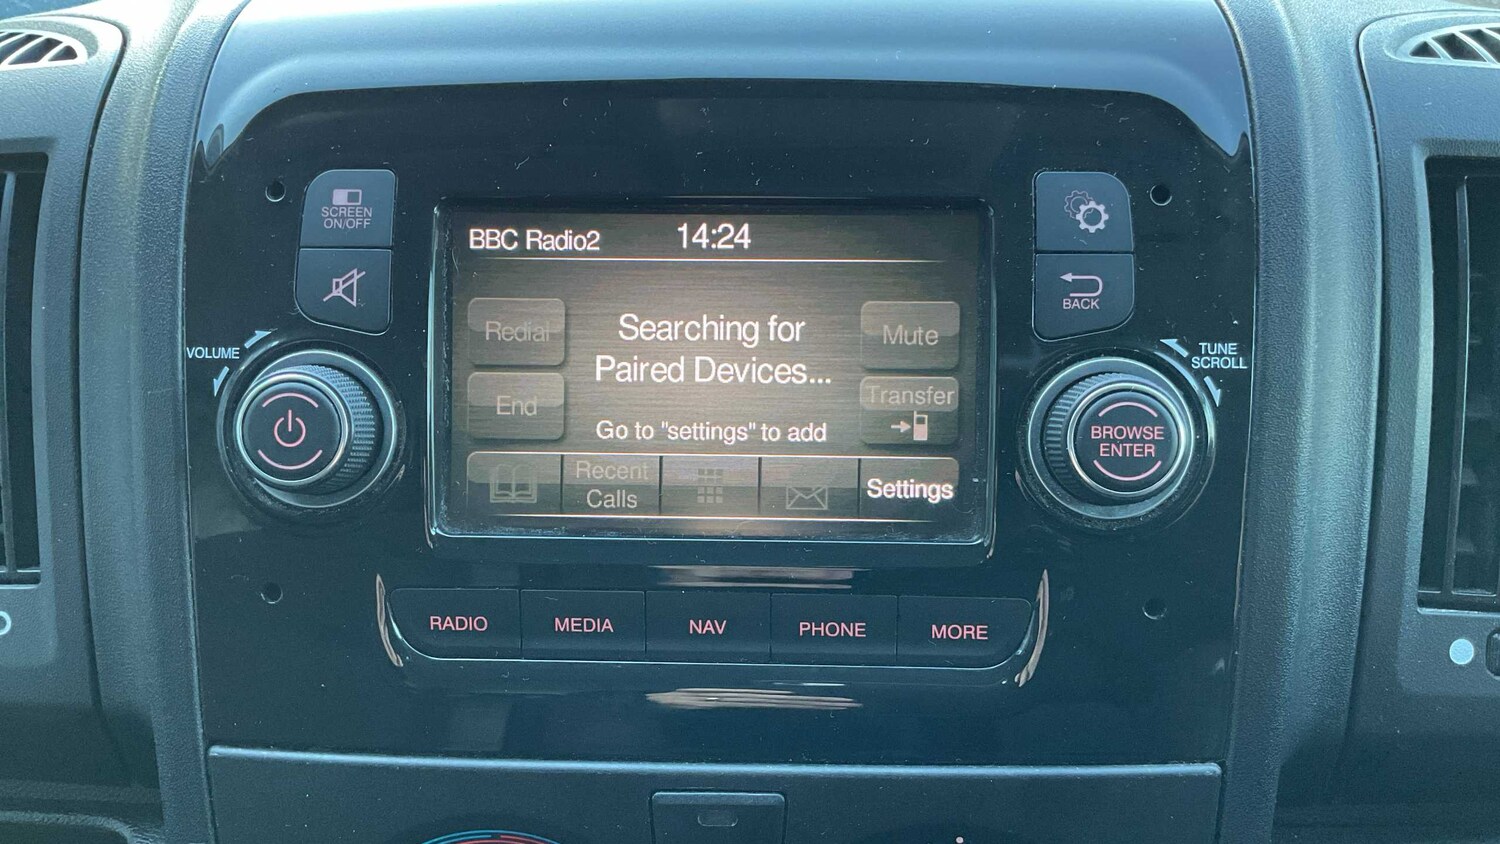 SCREEN
ON/OFF
BACK
VOLUME
TUNE
SCROLL
BBC Radio2
14:24
Redial
Searching for
Paired Devices...
Mute
End
Go to "settings" to add
Transfer
Recent
Calls
Settings
BROWSE
ENTER
RADIO
MEDIA
NAV
PHONE
MORE